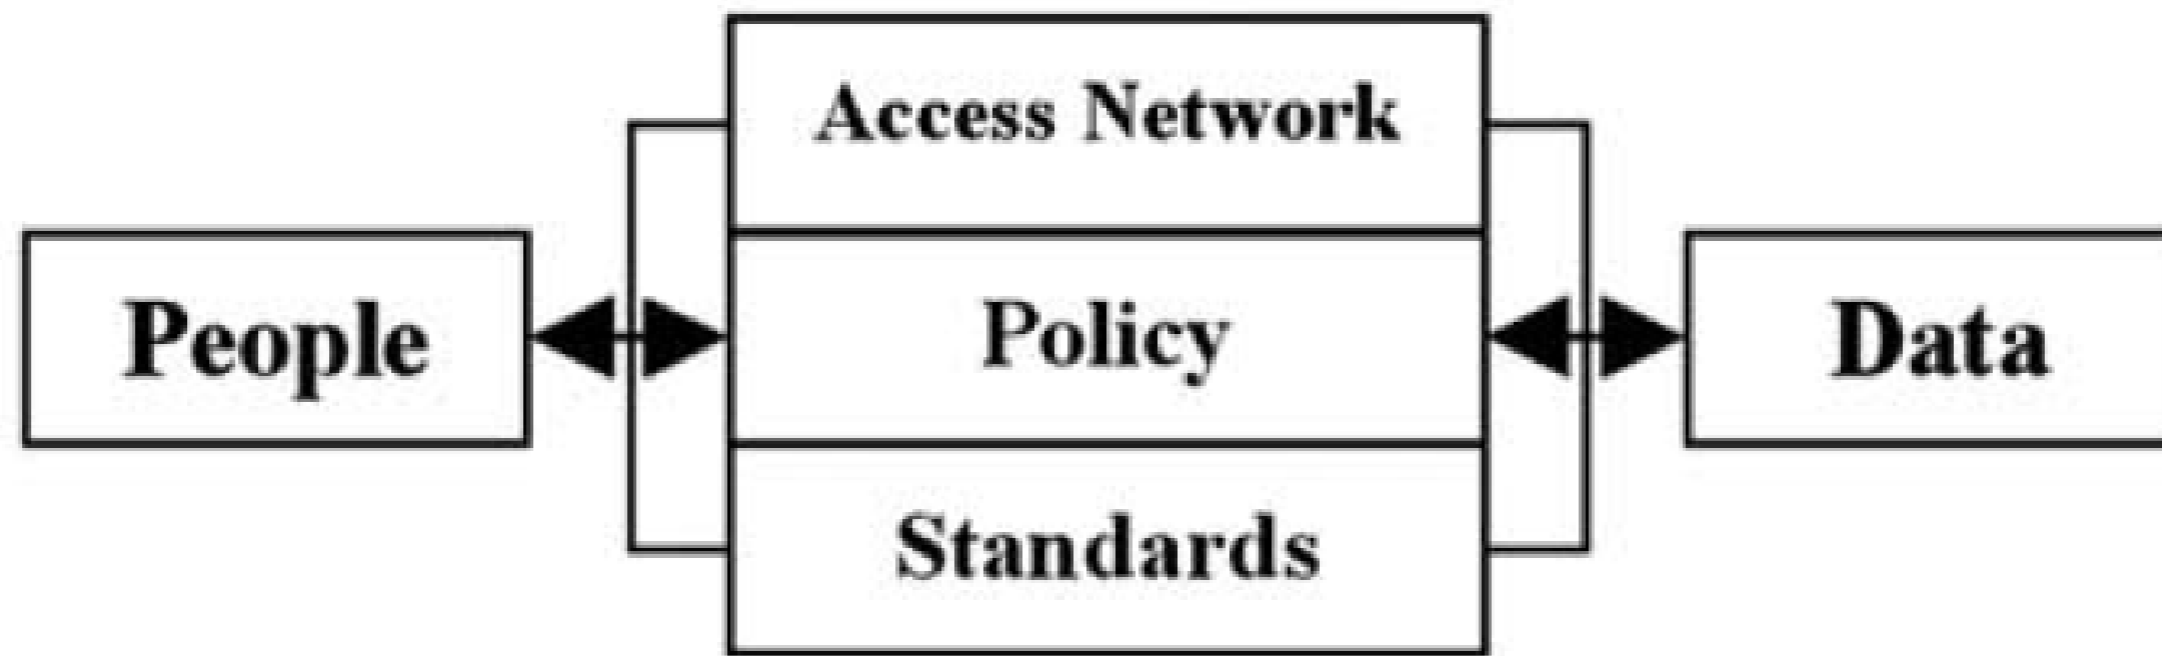 Access Network
People
Policy
Data
Standards